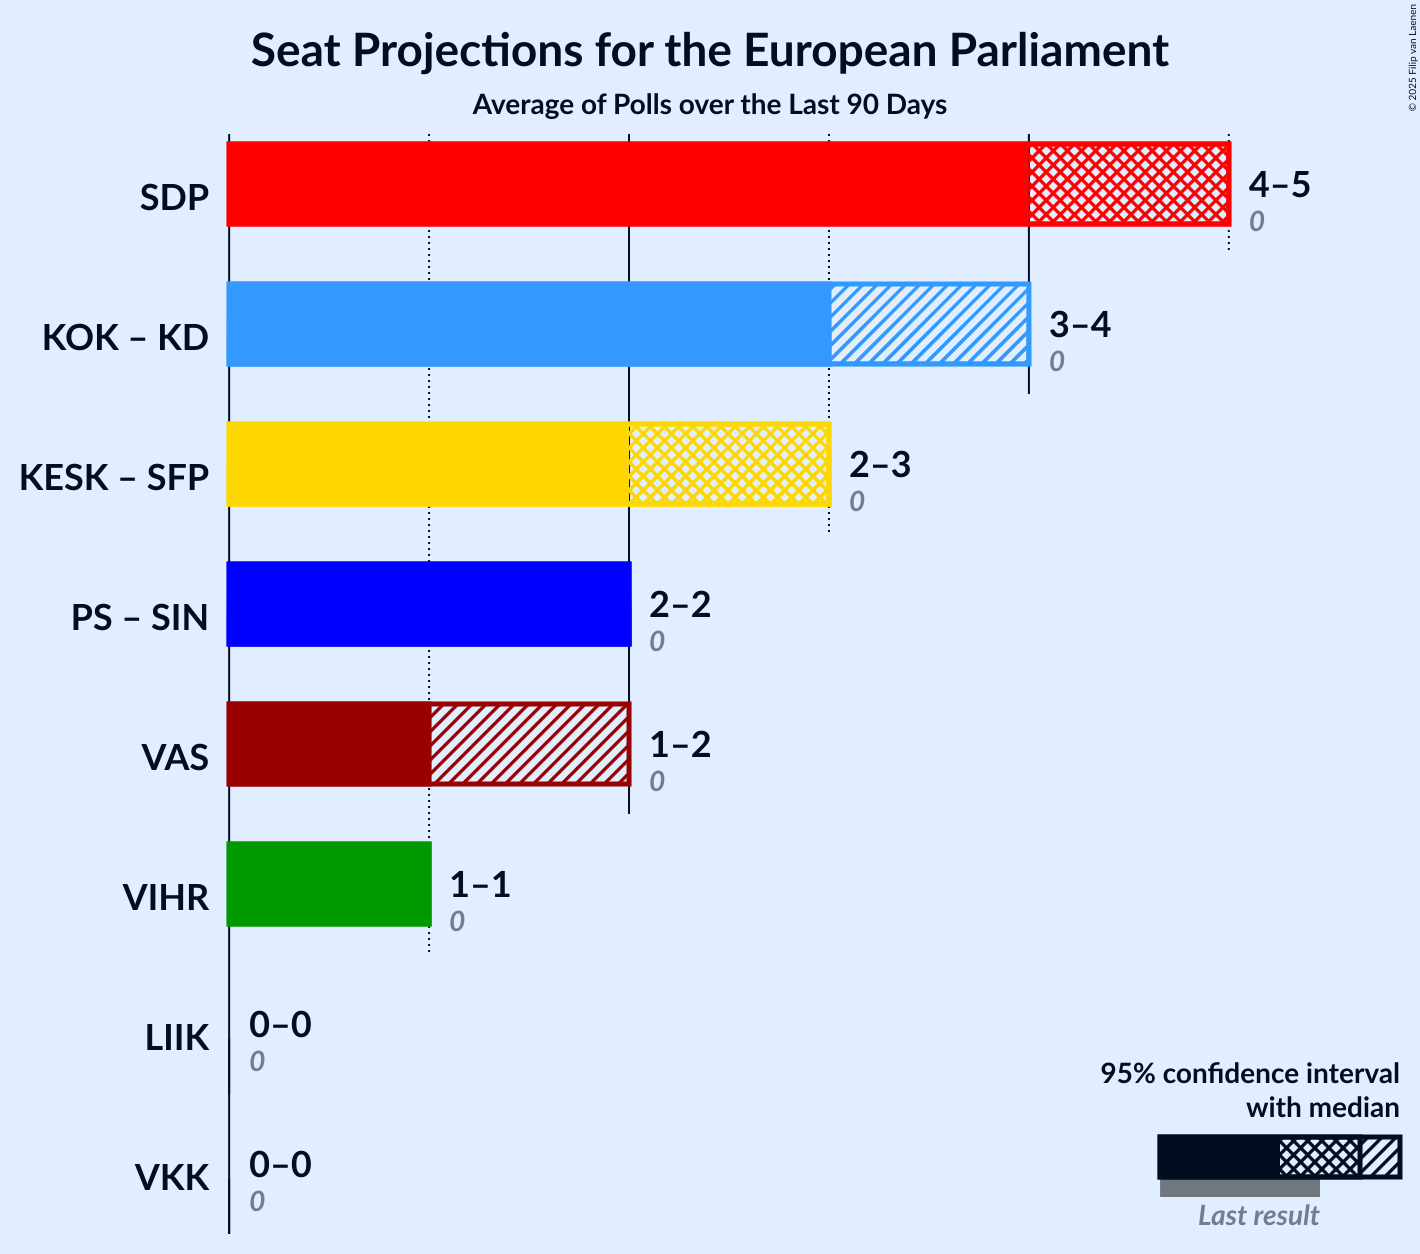 Seat Projections for the European Parliament
Average of Polls over the Last 90 Days
© 2025 Filip van Laenen
SDP
4–5
0
KOK – KD
3–4
0
KESK – SFP
2–3
0
PS – SIN
2–2
0
VAS
1–2
0
VIHR
1–1
0
LIIK
0–0
0
VKK
0–0
0
95% confidence interval
with median
Last result